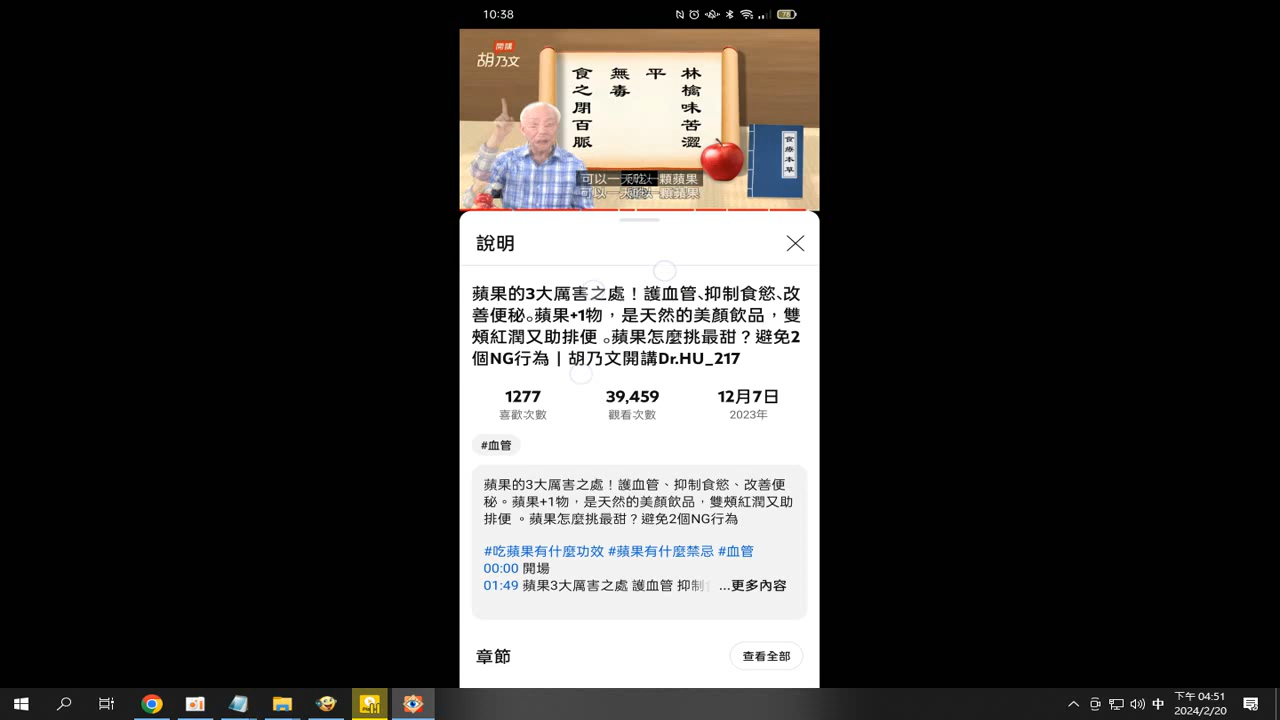 10:38
78
開講
胡乃文
林檎味苦澀
平
無毒
食之閉百脈
食療本草
可以一天吃一顆蘋果
說明
蘋果的3大厲害之處！護血管、抑制食慾、改
善便秘。蘋果+1物，是天然的美顏飲品，雙
頰紅潤又助排便 。蘋果怎麼挑最甜？避免2
個NG行為 | 胡乃文開講Dr.HU_217
1277
39,459
12月7日
喜歡次數
觀看次數
2023年
#血管
蘋果的3大厲害之處！護血管、抑制食慾、改善便
秘。蘋果+1物，是天然的美顏飲品，雙頰紅潤又助
排便 。蘋果怎麼挑最甜？避免2個NG行為
#吃蘋果有什麼功效 #蘋果有什麼禁忌 #血管
00:00 開場
01:49 蘋果3大厲害之處 護血管 抑制 ...更多內容
章節
查看全部
中
下午 04:51
2024/2/20